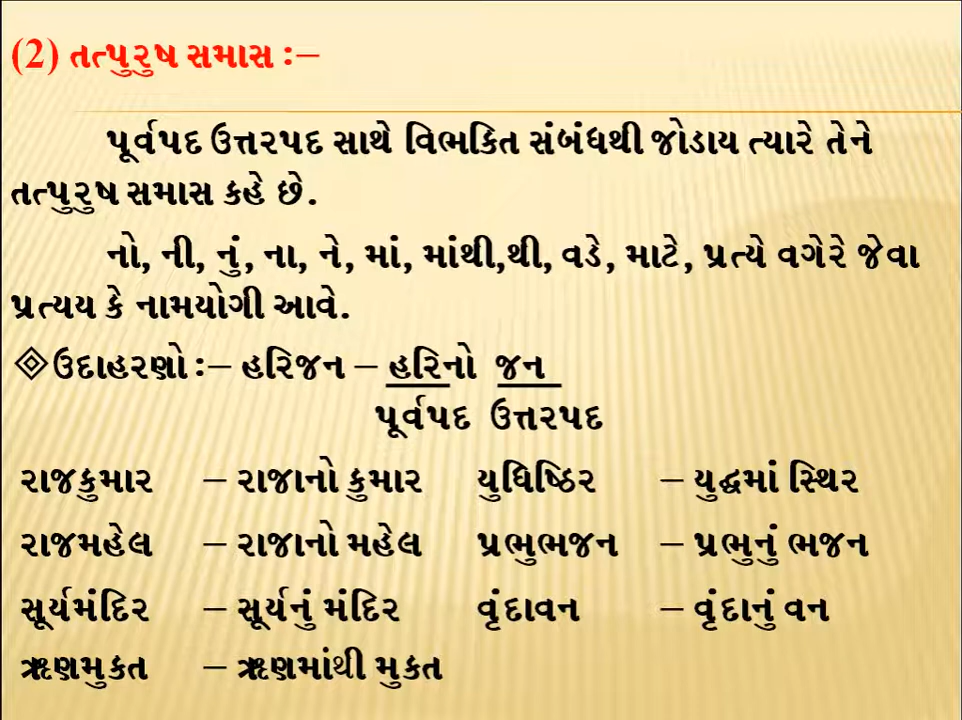 (2) તત્પુરુષ સમાસ :–
પૂર્વપદ ઉત્તરપદ સાથે વિભકિત સંબંધથી જોડાય ત્યારે તેને
તત્પુરુષ સમાસ કહે છે.
નો, ની, નું, ના, ને, માં, માંથી,થી, વડે, માટે, પ્રત્યે વગેરે જેવા
પ્રત્યય કે નામયોગી આવે.
ઉદાહરણો :– હરિજન – હરિનો જન
પૂર્વપદ ઉત્તરપદ
રાજકુમાર – રાજાનો કુમાર યુધિષ્ઠિર – યુદ્ધમાં સ્થિર
રાજમહેલ – રાજાનો મહેલ પ્રભુભજન – પ્રભુનું ભજન
સૂર્યમંદિર – સૂર્યનું મંદિર વૃંદાવન – વૃંદાનું વન
ઋણમુકત – ઋણમાંથી મુકત